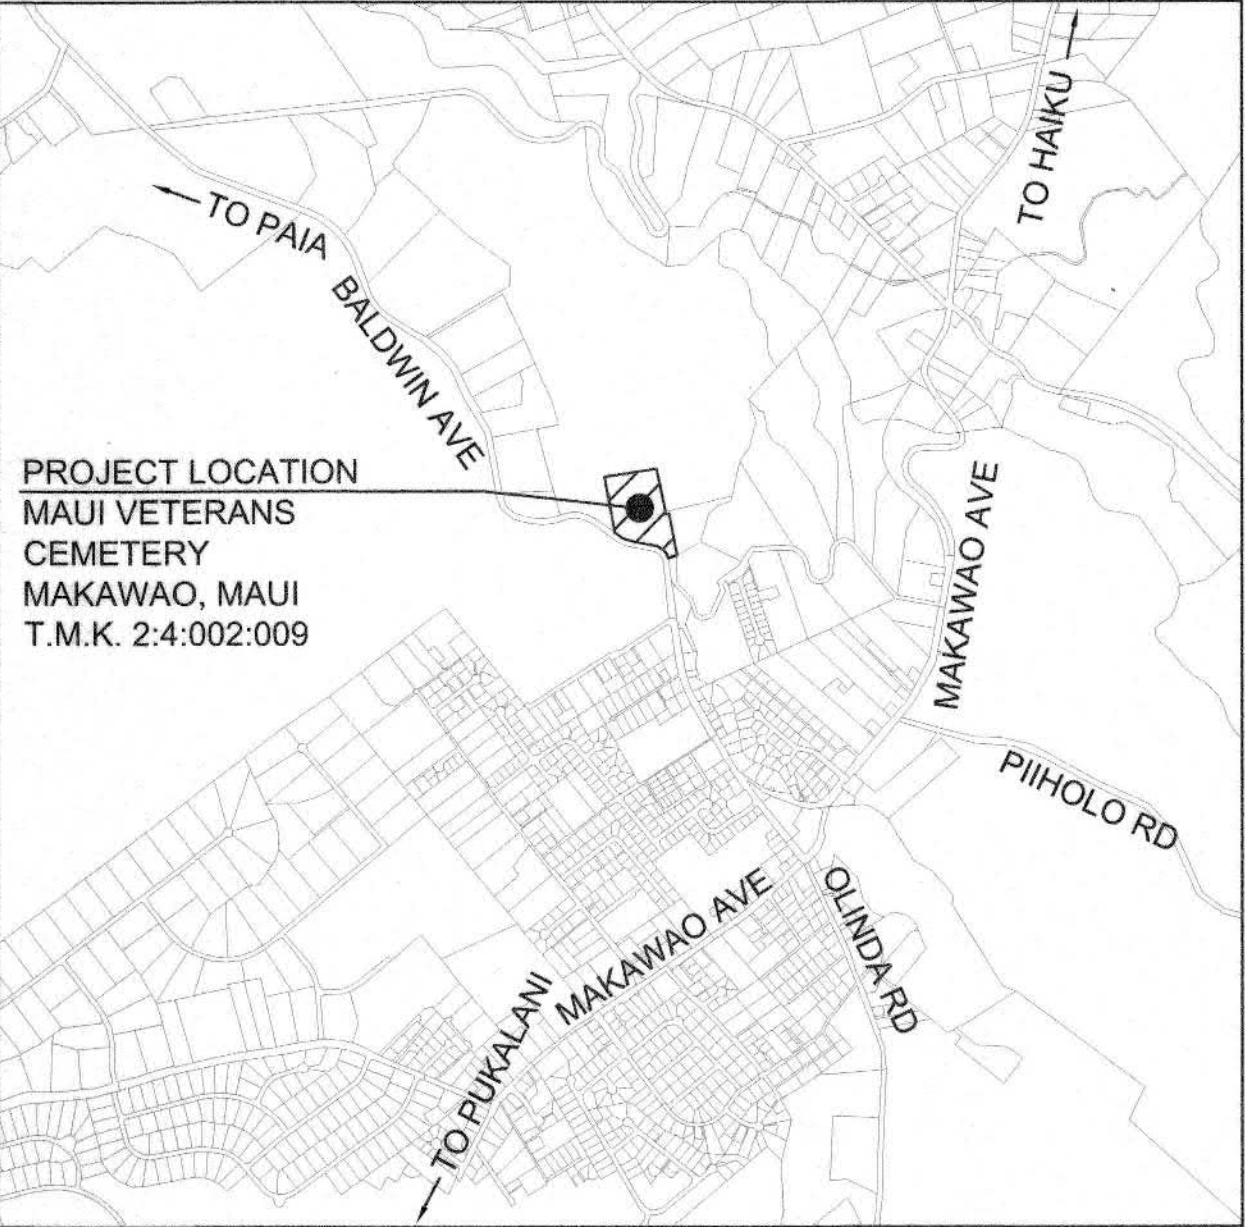 TO HAIKU
TO PAIA
BALDWIN AVE
PROJECT LOCATION
MAUI VETERANS
CEMETERY
MAKAWAO, MAUI
T.M.K. 2:4:002:009
MAKAWAO AVE
PIIHOLO RD
OLINDA RD
MAKAWAO AVE
TO PUKALANI